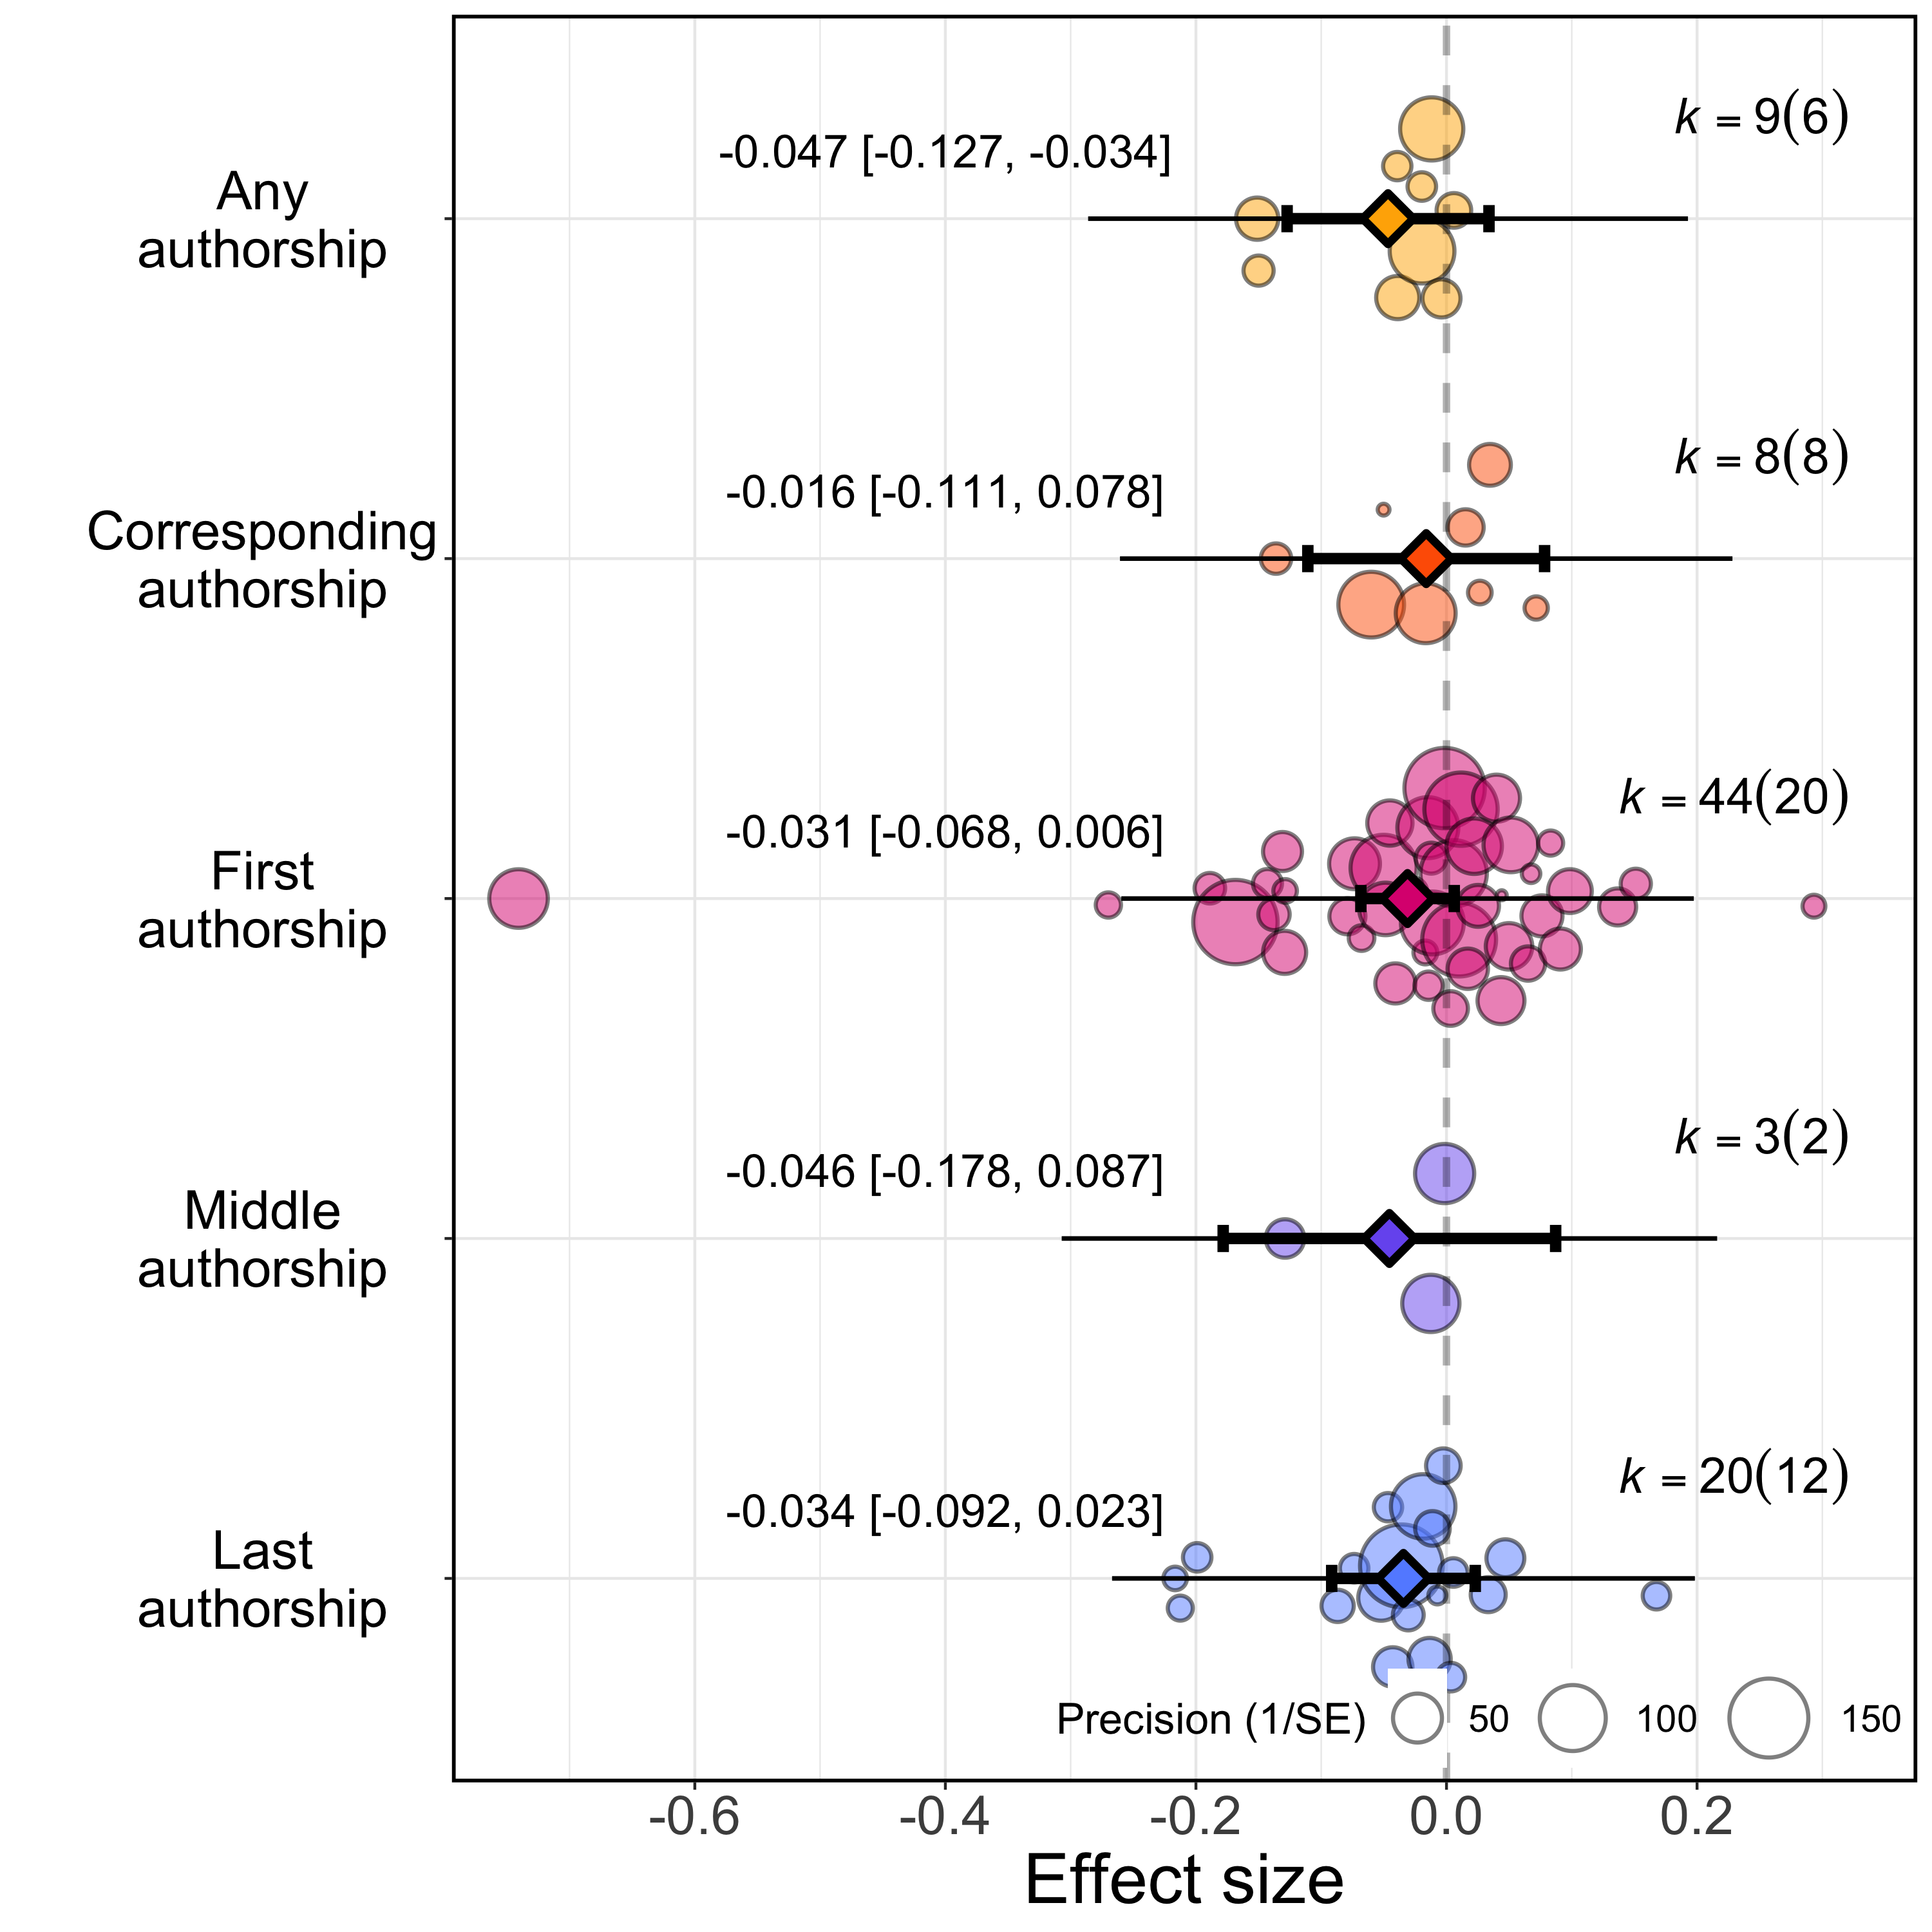 -0.047 [-0.127, -0.034]
k = 9(6)
Any
authorship
-0.016 [-0.111, 0.078]
k = 8(8)
Corresponding
authorship
-0.031 [-0.068, 0.006]
k = 44(20)
First
authorship
-0.046 [-0.178, 0.087]
k = 3(2)
Middle
authorship
-0.034 [-0.092, 0.023]
k = 20(12)
Last
authorship
Precision (1/SE) 50 100 150
-0.6 -0.4 -0.2 0.0 0.2
Effect size